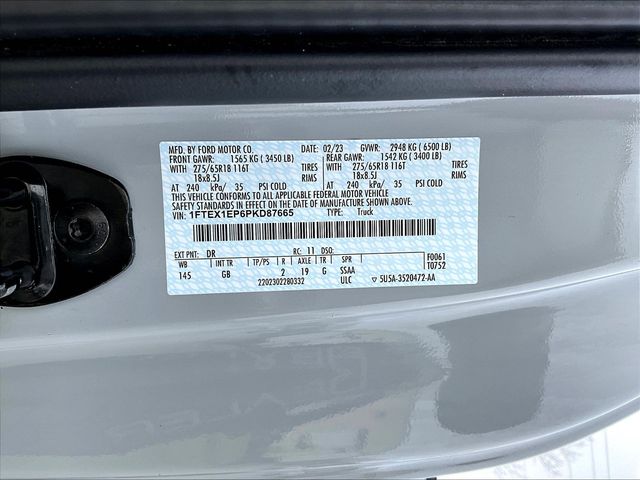 MFD. BY FORD MOTOR CO. 02/23 GVWR: 2948 KG ( 6500 LB)
FRONT GAWR: 1565 KG ( 3450 LB) REAR GAWR: 1542 KG ( 3400 LB)
WITH 275/65R18 116T TIRES WITH 275/65R18 116T TIRES
18x8.5J RIMS 18x8.5J RIMS
AT 240 kPa/ 35 PSI COLD AT 240 kPa/ 35 PSI COLD
THIS VEHICLE CONFORMS TO ALL APPLICABLE FEDERAL MOTOR VEHICLE
SAFETY STANDARDS IN EFFECT ON THE DATE OF MANUFACTURE SHOWN ABOVE.
VIN: 1FTEX1EP6PKD87665 TYPE: Truck
EXT PNT: DR RC: 11 DSO: F0061
WB INT TR TP/PS R AXLE TR SPR T0752
145 GB 2 19 G SSAA
2202302280332 ULC ▽ 5U5A-3520472-AA